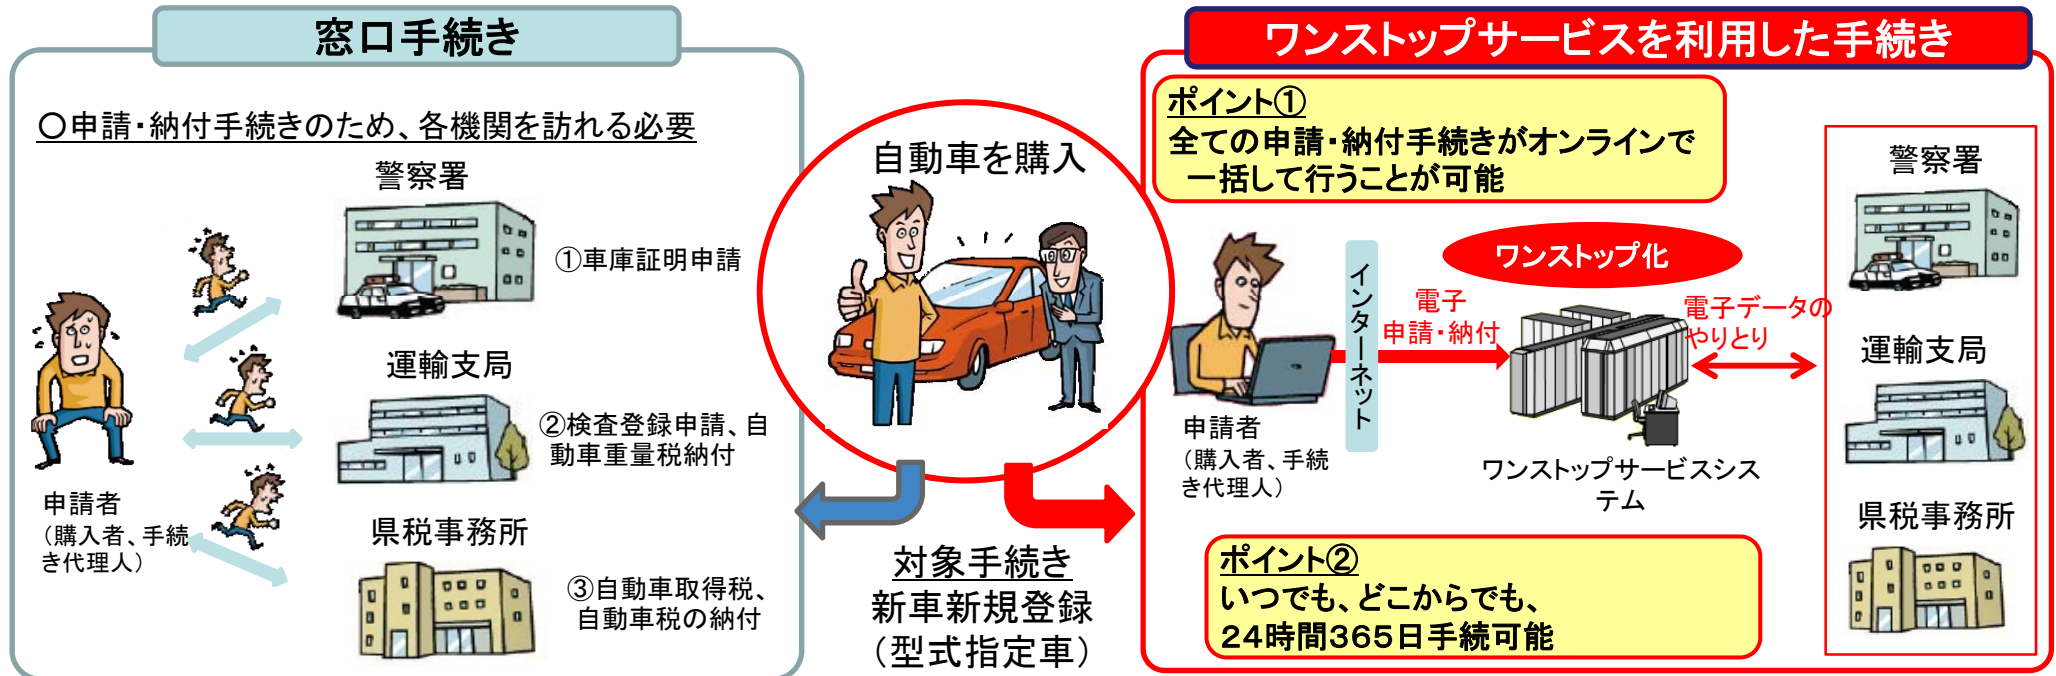 窓口手続き
〇申請・納付手続きのため、各機関を訪れる必要
警察署
①車庫証明申請
運輸支局
②検査登録申請、自
動車重量税納付
申請者
（購入者、手続
き代理人）
県税事務所
③自動車取得税、
自動車税の納付
自動車を購入
対象手続き
新車新規登録
（型式指定車）
ワンストップサービスを利用した手続き
ポイント①
全ての申請・納付手続きがオンラインで
一括して行うことが可能
申請者
（購入者、手続
き代理人）
インターネット
電子
申請・納付
ワンストップ化
ワンストップサービスシス
テム
電子データの
やりとり
警察署
運輸支局
県税事務所
ポイント②
いつでも、どこからでも、
２４時間３６５日手続可能